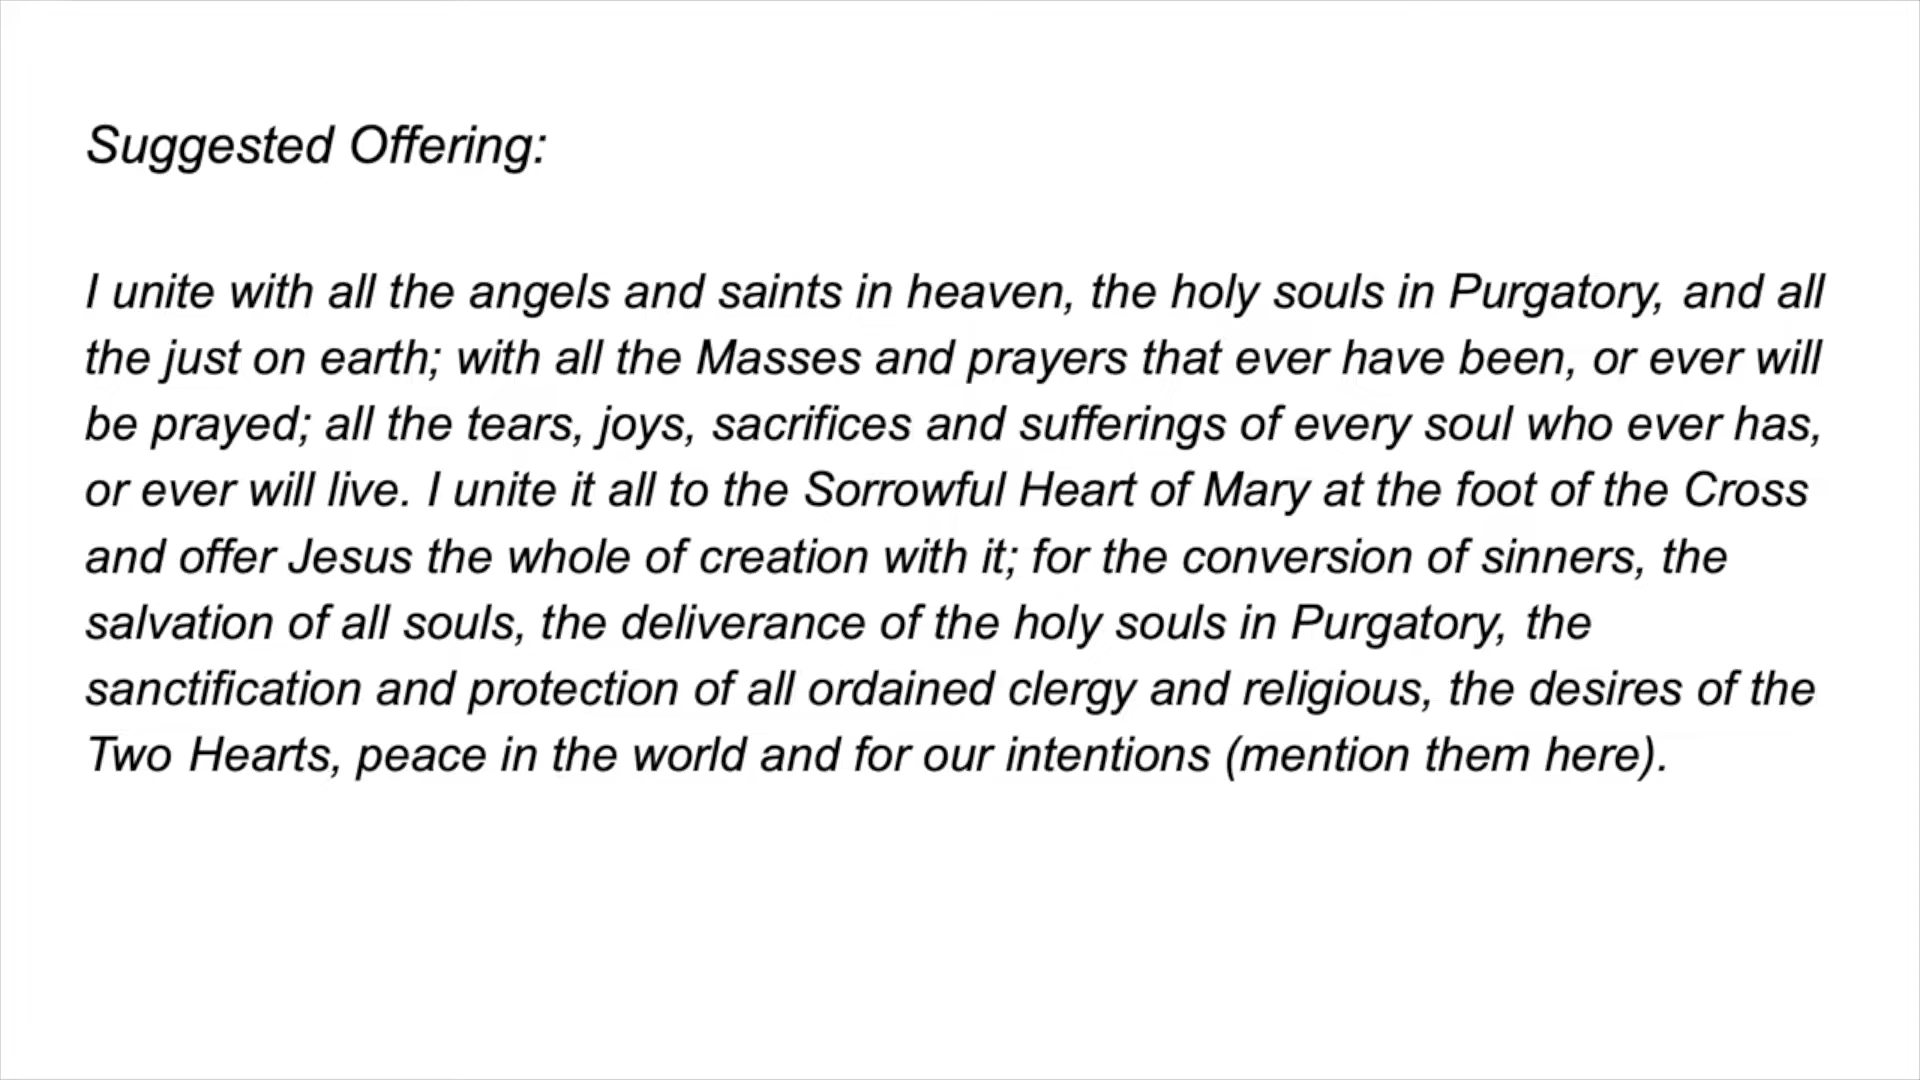 Suggested Offering:
I unite with all the angels and saints in heaven, the holy souls in Purgatory, and all
the just on earth; with all the Masses and prayers that ever have been, or ever will
be prayed; all the tears, joys, sacrifices and sufferings of every soul who ever has,
or ever will live. I unite it all to the Sorrowful Heart of Mary at the foot of the Cross
and offer Jesus the whole of creation with it; for the conversion of sinners, the
salvation of all souls, the deliverance of the holy souls in Purgatory, the
sanctification and protection of all ordained clergy and religious, the desires of the
Two Hearts, peace in the world and for our intentions (mention them here).